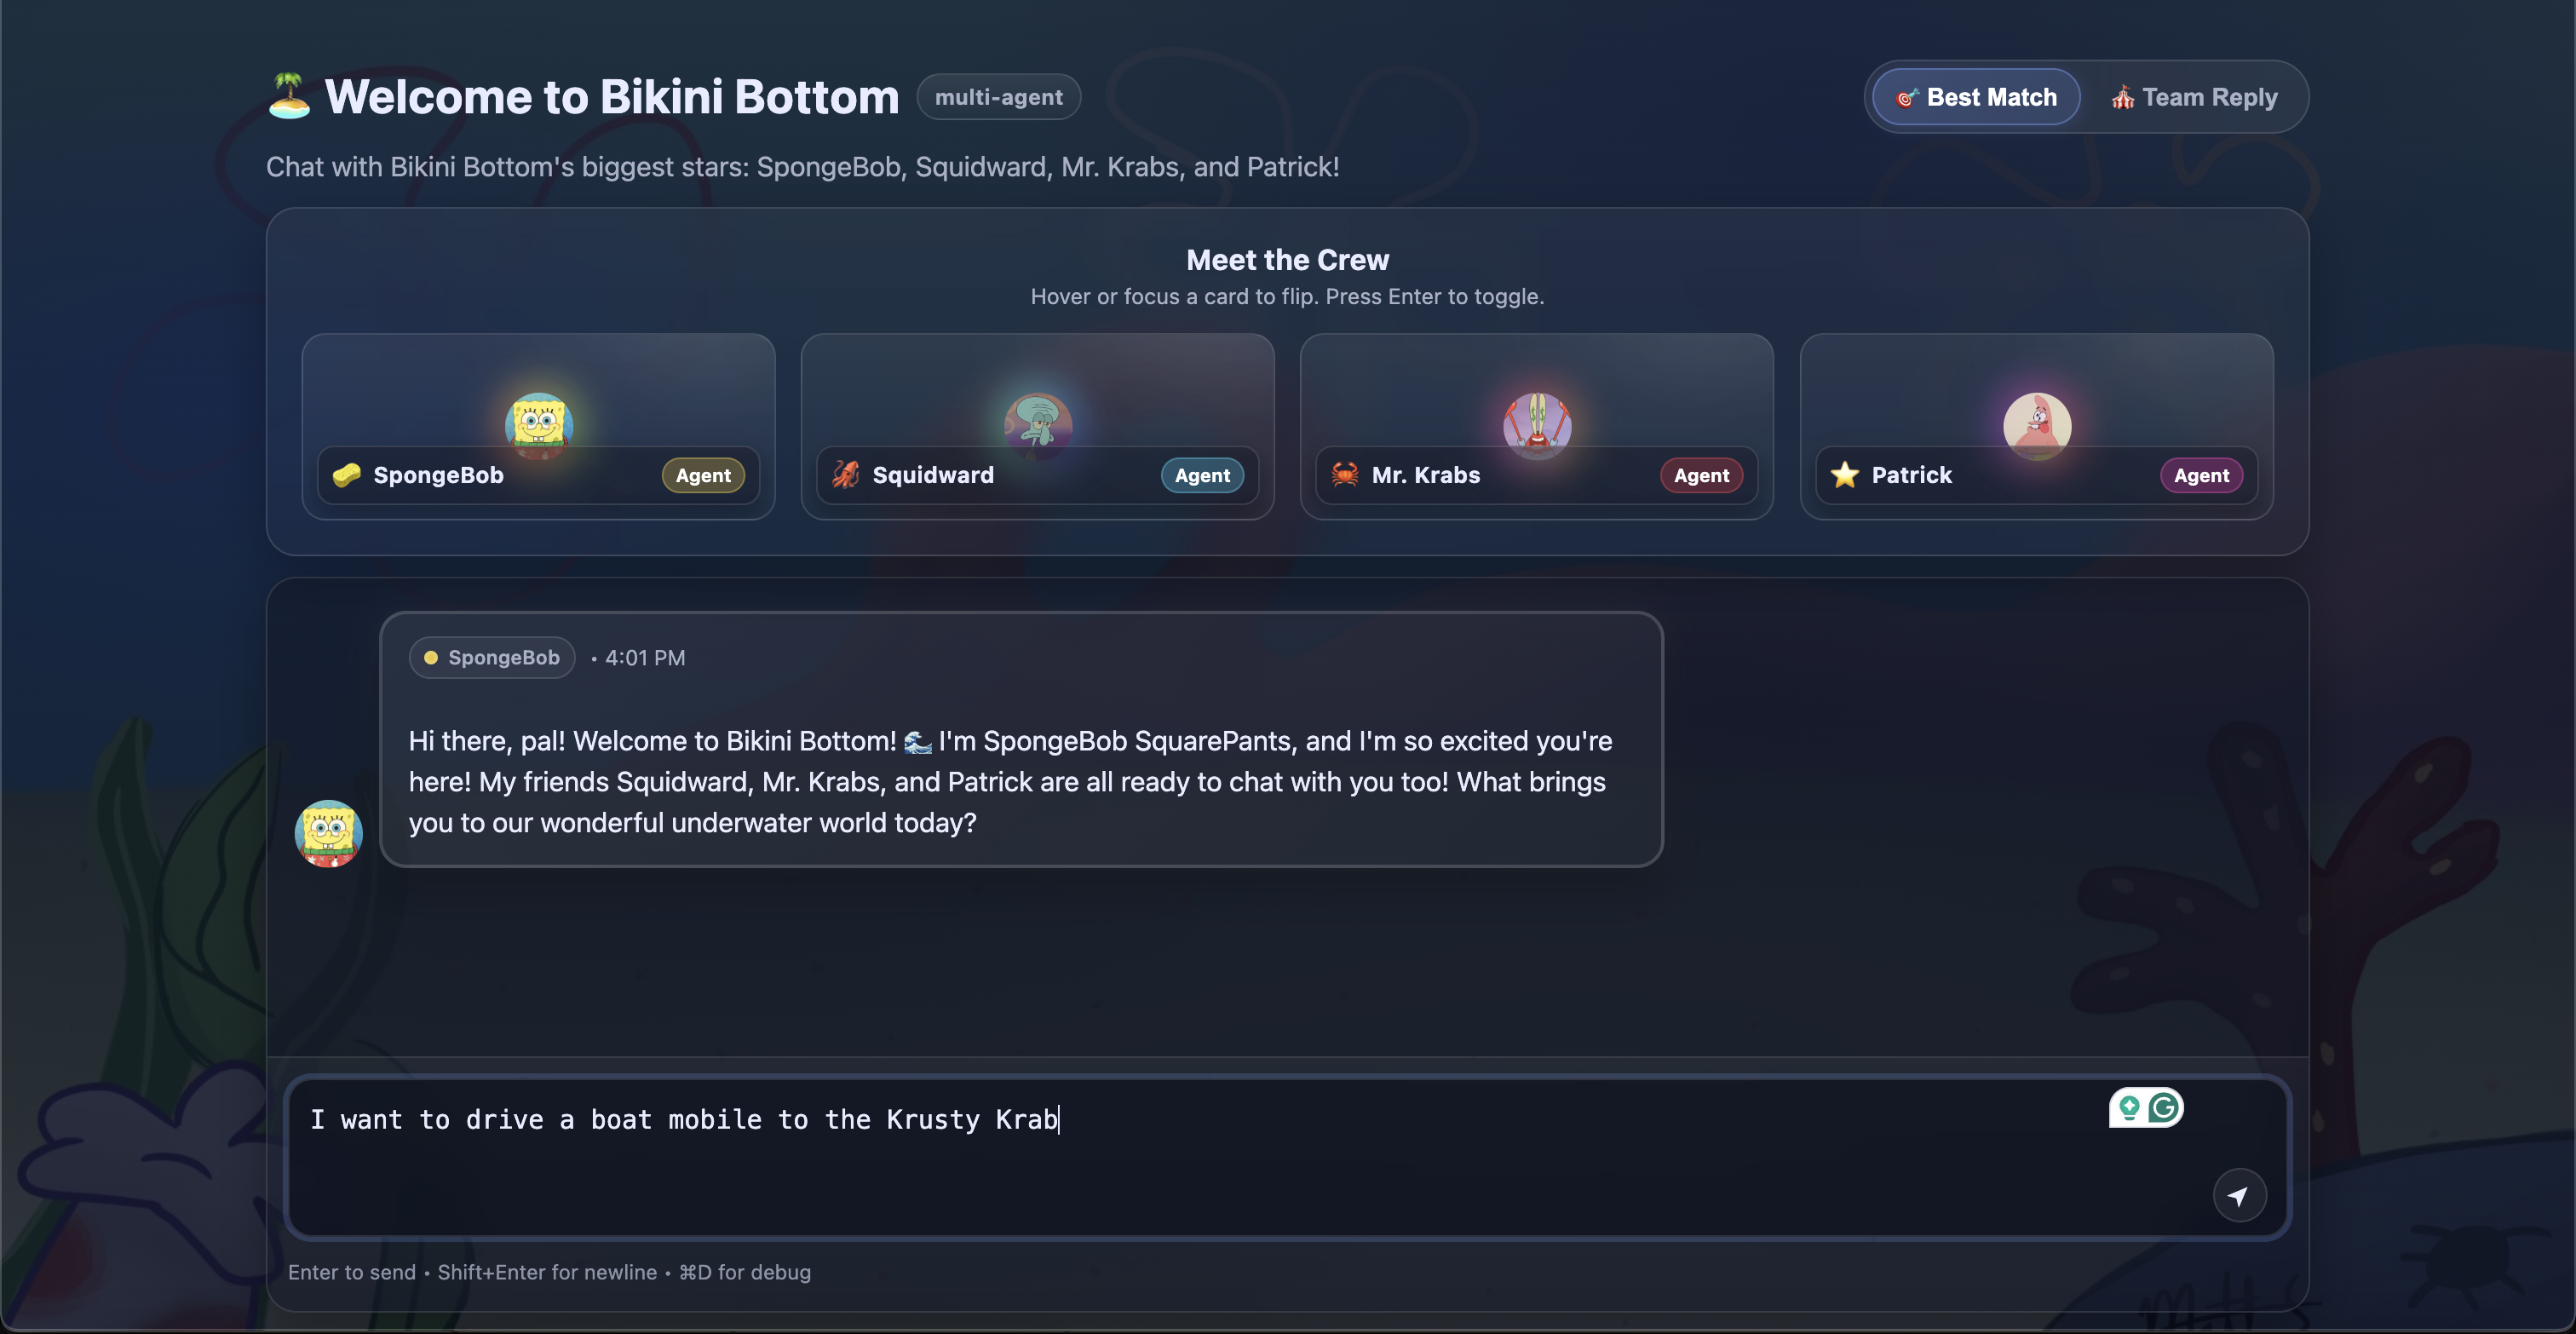 🏝️ Welcome to Bikini Bottom
multi-agent
🎯 Best Match
🎪 Team Reply
Chat with Bikini Bottom's biggest stars: SpongeBob, Squidward, Mr. Krabs, and Patrick!
Meet the Crew
Hover or focus a card to flip. Press Enter to toggle.
🧽 SpongeBob
Agent
🦑 Squidward
Agent
🦀 Mr. Krabs
Agent
⭐ Patrick
Agent
SpongeBob • 4:01 PM
Hi there, pal! Welcome to Bikini Bottom! 🌊 I'm SpongeBob SquarePants, and I'm so excited you're
here! My friends Squidward, Mr. Krabs, and Patrick are all ready to chat with you too! What brings
you to our wonderful underwater world today?
I want to drive a boat mobile to the Krusty Krab
Enter to send • Shift+Enter for newline • ⌘D for debug